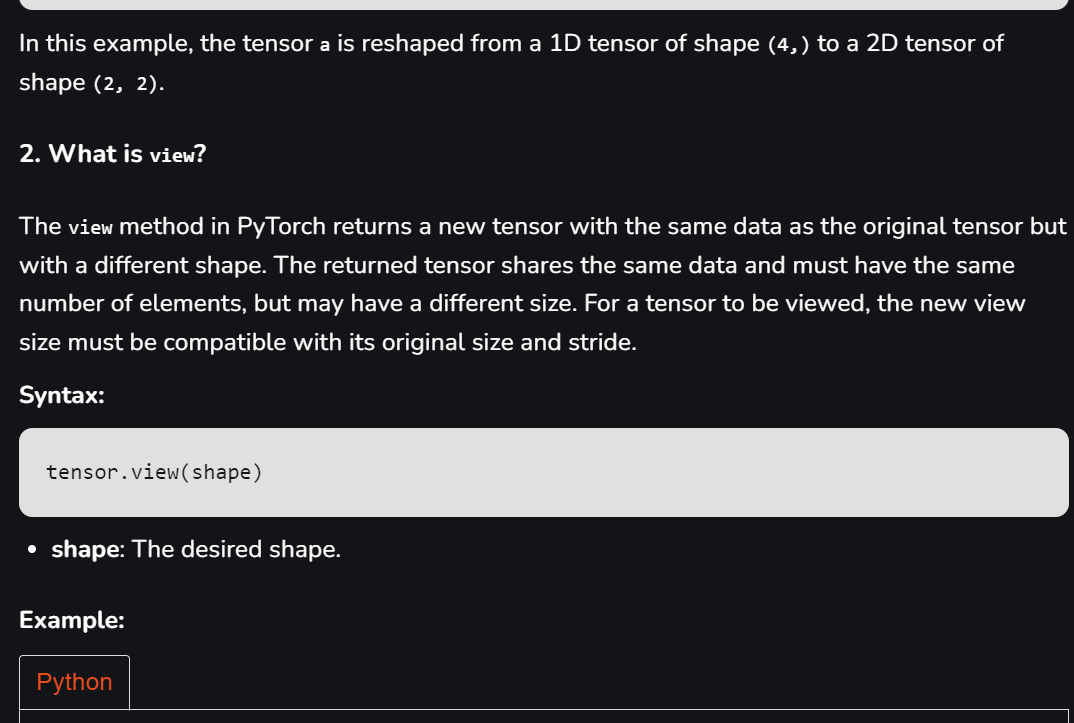 In this example, the tensor a is reshaped from a 1D tensor of shape (4,) to a 2D tensor of
shape (2, 2).
2. What is view?
The view method in PyTorch returns a new tensor with the same data as the original tensor but
with a different shape. The returned tensor shares the same data and must have the same
number of elements, but may have a different size. For a tensor to be viewed, the new view
size must be compatible with its original size and stride.
Syntax:
tensor.view(shape)
• shape: The desired shape.
Example:
Python